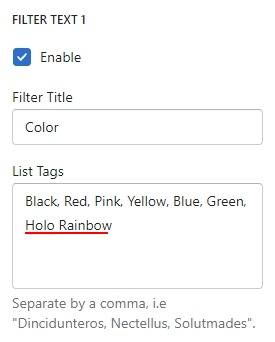 FILTER TEXT 1
Enable
Filter Title
Color
List Tags
Black, Red, Pink, Yellow, Blue, Green,
Holo Rainbow
Separate by a comma, i.e
"Dincidunteros, Nectellus, Solutmades".